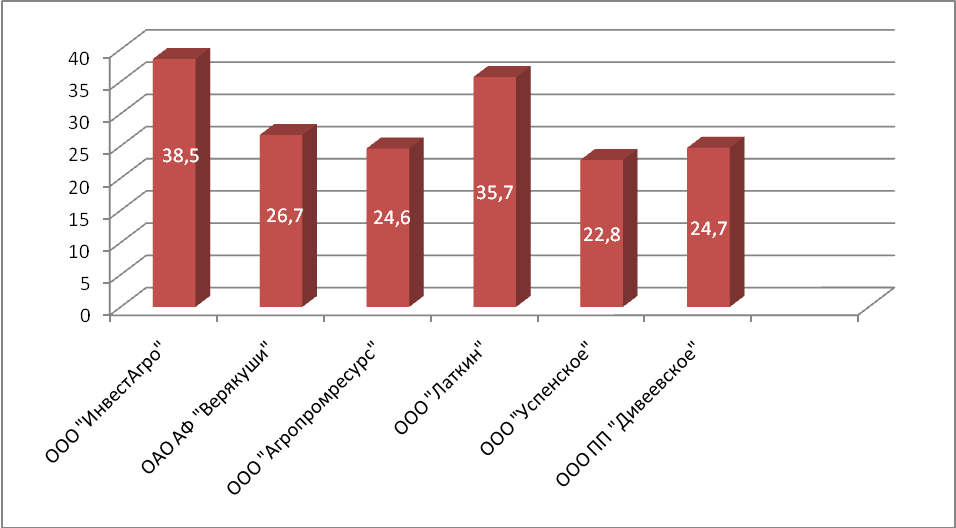 40
35
30
25
20
15
10
5
0
38,5
26,7
24,6
35,7
22,8
24,7
ООО "ИнвестАгро"
ОАО АФ "Верякуши"
ООО "Агропромресурс"
ООО "Латкин"
ООО "Успенское"
ООО ПП "Дивеевское"